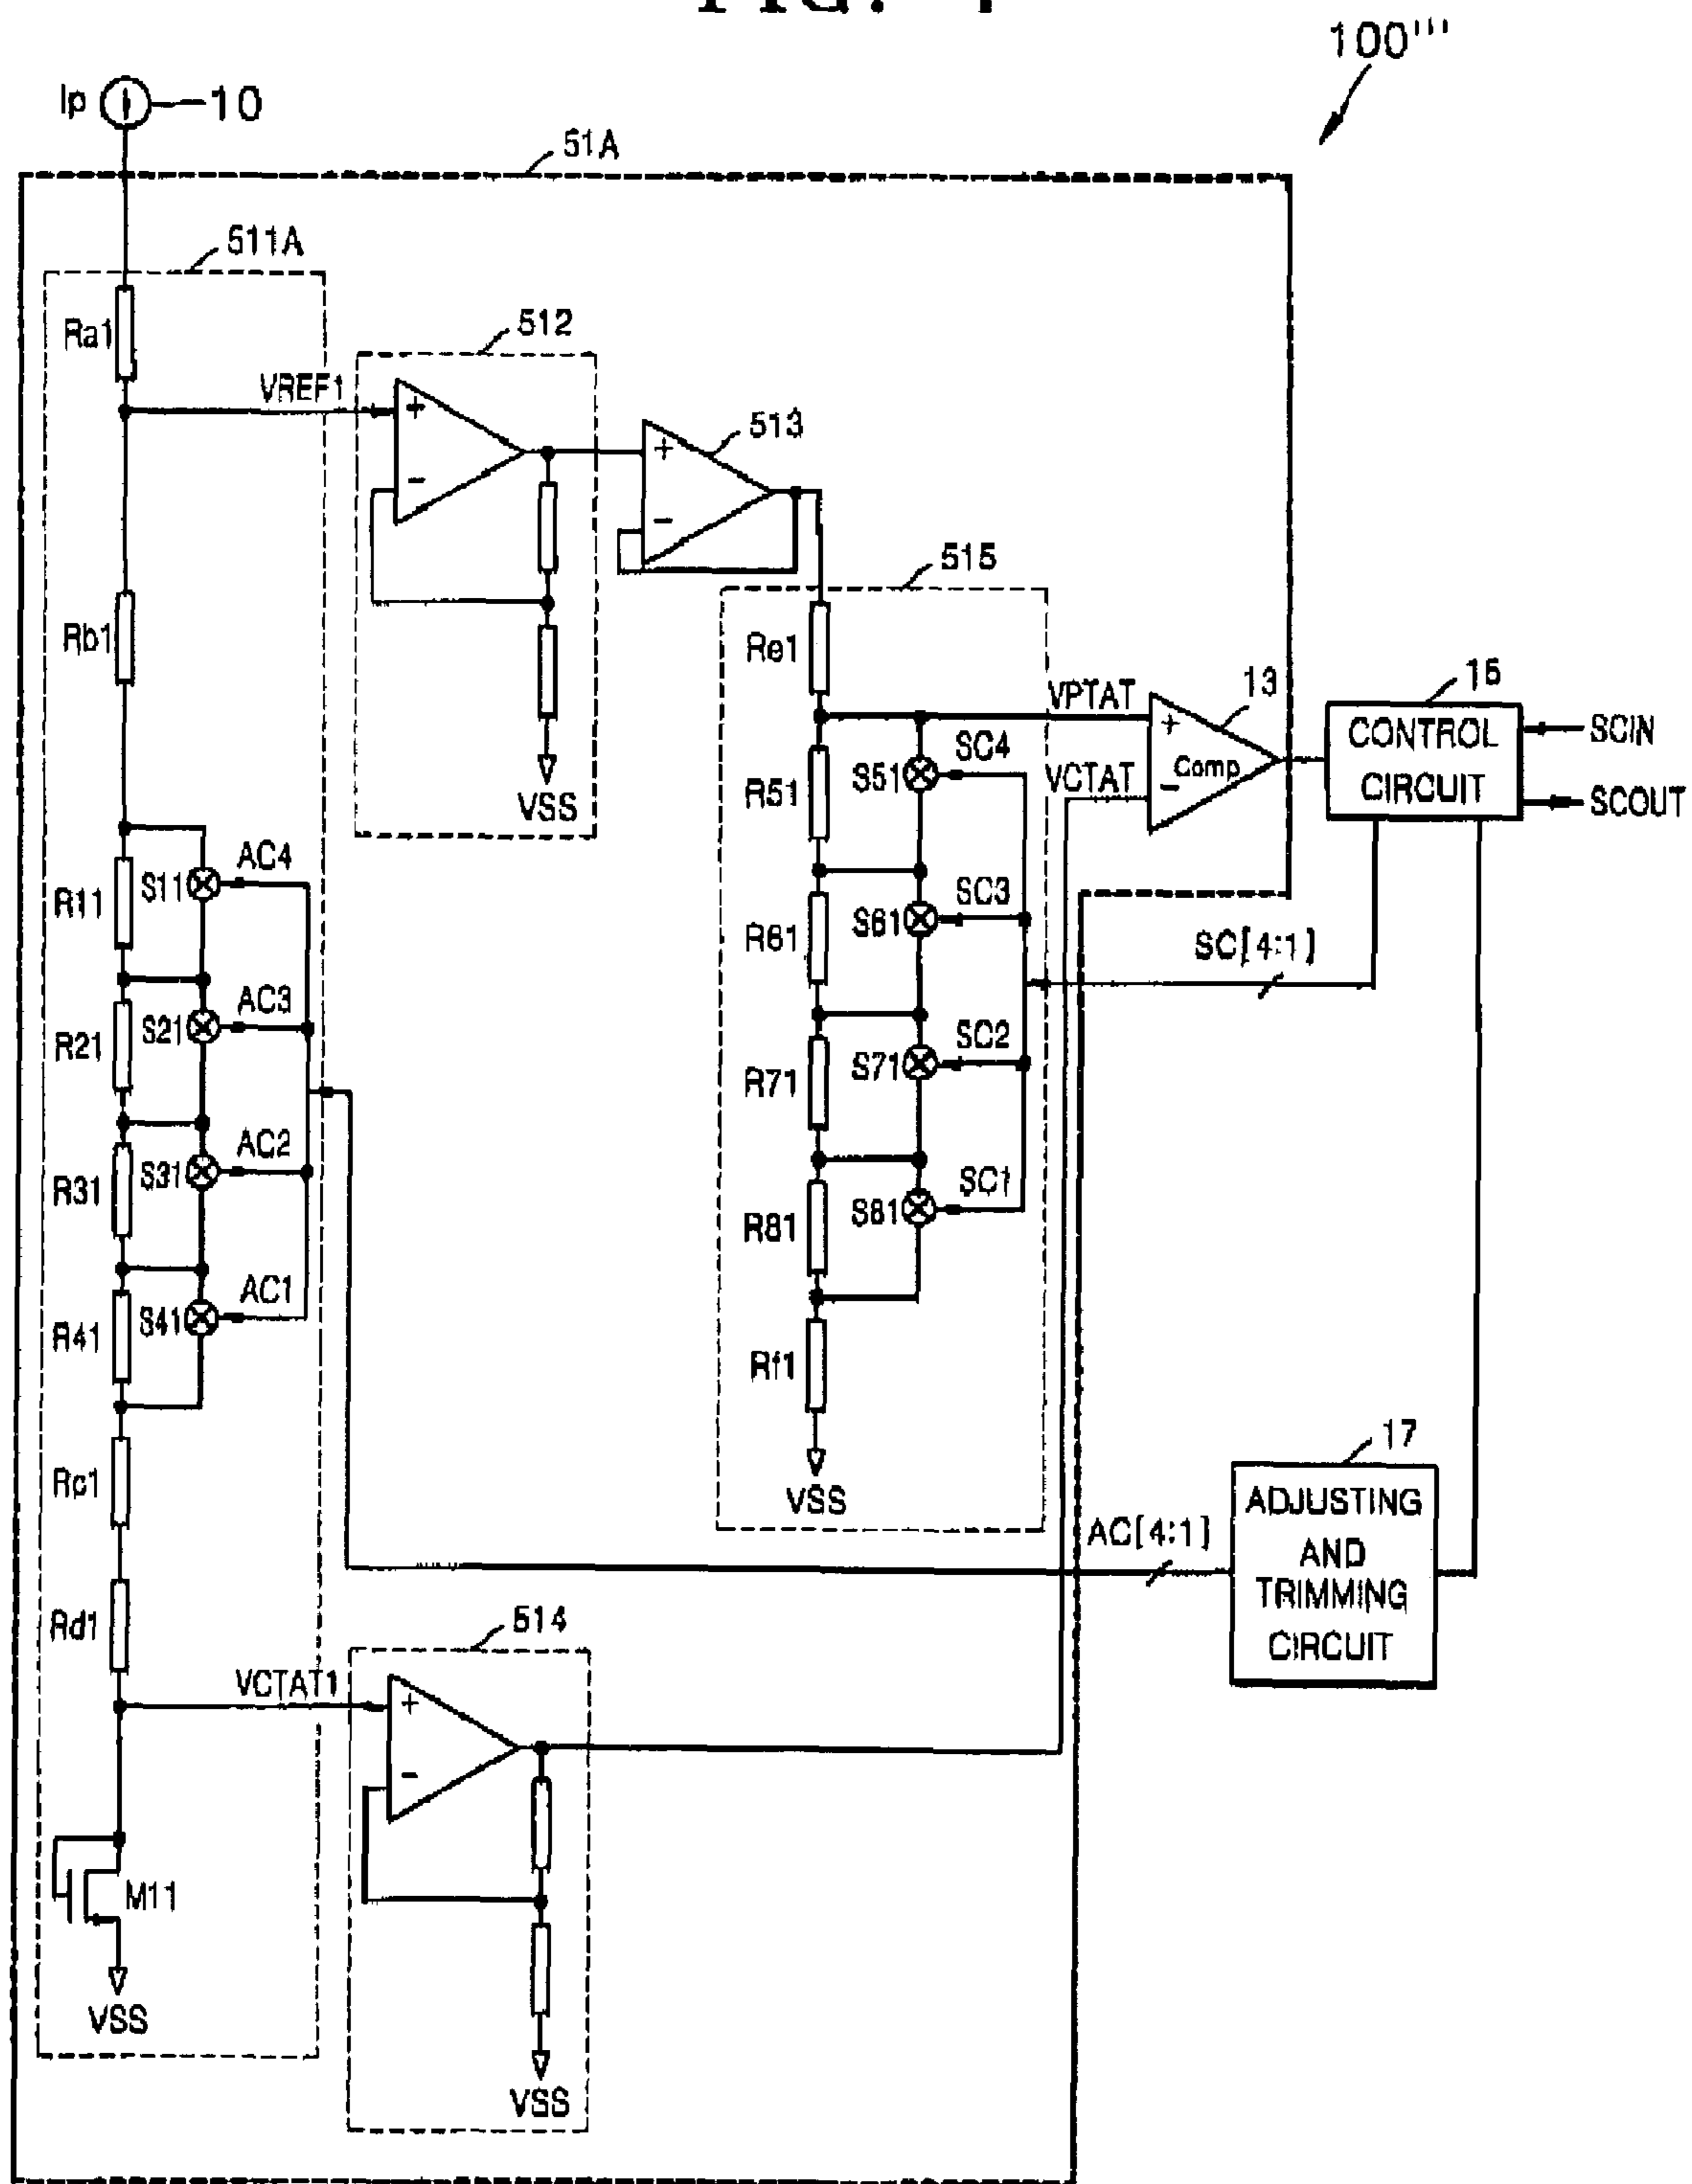 100''''
Ip
10
51A
511A
Ra1
512
VREF1
+
-
513
+
-
Rb1
515
Re1
VSS
VPTAT
13
15
SC4
+
CONTROL
CIRCUIT
SCIN
R51
S51
VCTAT
Comp
-
SCOUT
AC4
R11
S11
SC3
R61
S61
SC[4:1]
AC3
R21
S21
SC2
R71
S71
AC2
R31
S31
SC1
R81
S81
AC1
R41
S41
Rf1
Rc1
17
VSS
AC[4:1]
ADJUSTING
AND
TRIMMING
CIRCUIT
Rd1
514
VCTAT1
+
-
M11
VSS
VSS